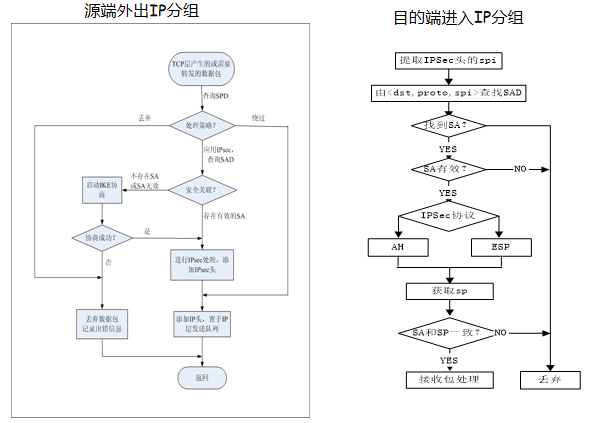 源端外出IP分组
TCP层产生的或需要
转发的数据包
查询SPD
丢弃
处理策略?
绕过
应用IPsec,
查询SAD
不存在SA
或SA无效
启动IKE协
商
安全关联?
存在有效的SA
协商成功?
是
否
进行IPsec处理, 添
加IPsec头
丢弃数据包
记录出错信息
添加IP头, 置于IP
层发送队列
返回
目的端进入IP分组
提取IPSec头的spi
由<dst,proto,spi>查找SAD
找到SA?
YES
SA有效?
NO
YES
IPSec协议
AH
ESP
获取sp
SA和SP一致?
NO
YES
接收包处理
丢弃